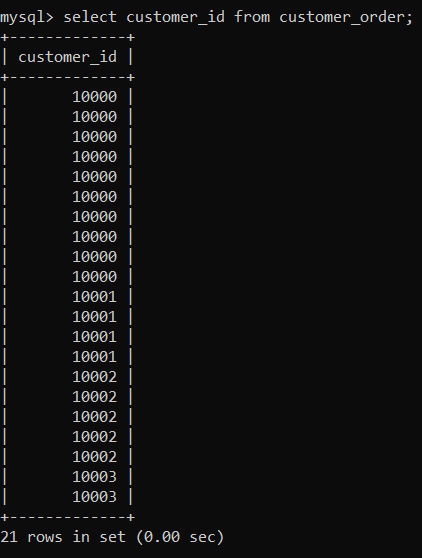 mysql> select customer_id from customer_order;
+-------------+
| customer_id |
+-------------+
|       10000 |
|       10000 |
|       10000 |
|       10000 |
|       10000 |
|       10000 |
|       10000 |
|       10000 |
|       10000 |
|       10000 |
|       10001 |
|       10001 |
|       10001 |
|       10001 |
|       10002 |
|       10002 |
|       10002 |
|       10002 |
|       10002 |
|       10003 |
|       10003 |
+-------------+
21 rows in set (0.00 sec)